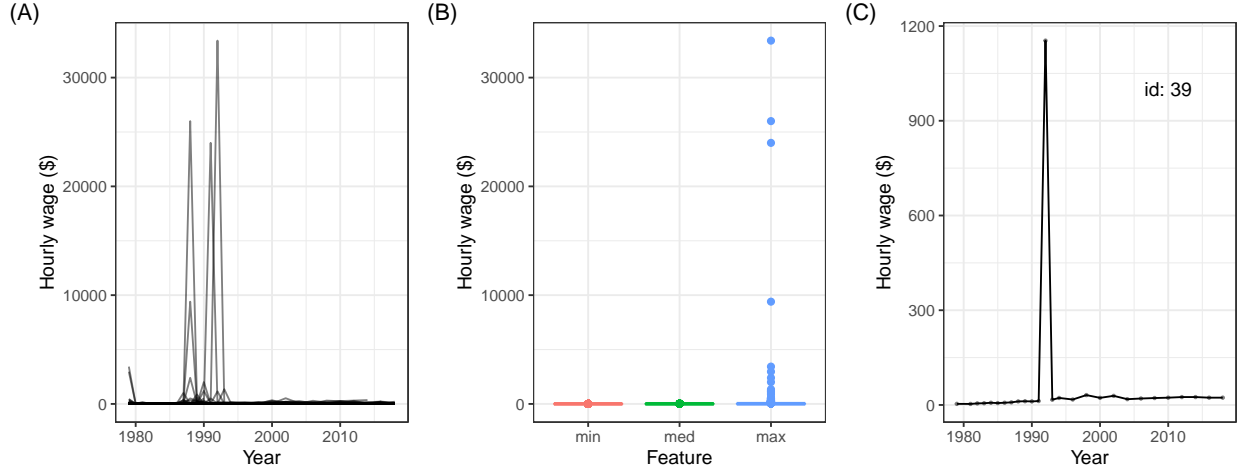 (A)
Hourly wage ($)
30000
20000
10000
0
1980 1990 2000 2010
Year
(B)
Hourly wage ($)
30000
20000
10000
0
min med max
Feature
(C)
Hourly wage ($)
1200
900
600
300
0
id: 39
1980 1990 2000 2010
Year